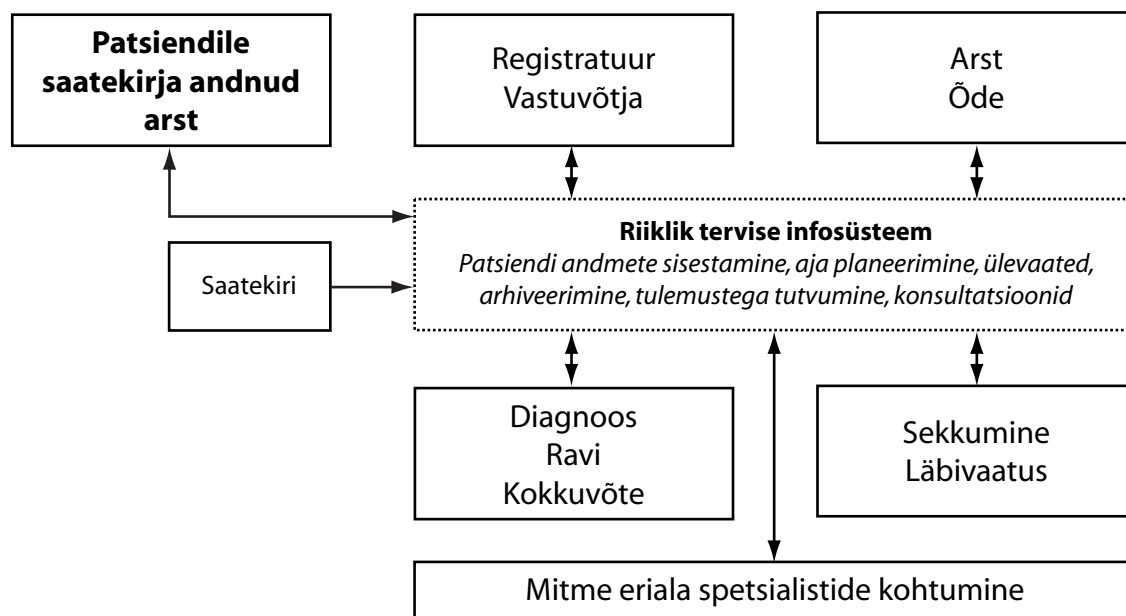 Patsiendile
saatekirja andnud
arst
Registratuur
Vastuvõtja
Arst
Õde
Riiklik tervise infosüsteem
Patsiendi andmete sisestamine, aja planeerimine, ülevaated,
arhiveerimine, tulemustega tutvumine, konsultatsioonid
Saatekiri
Diagnoos
Ravi
Kokkuvõte
Sekkumine
Läbivaatus
Mitme eriala spetsialistide kohtumine